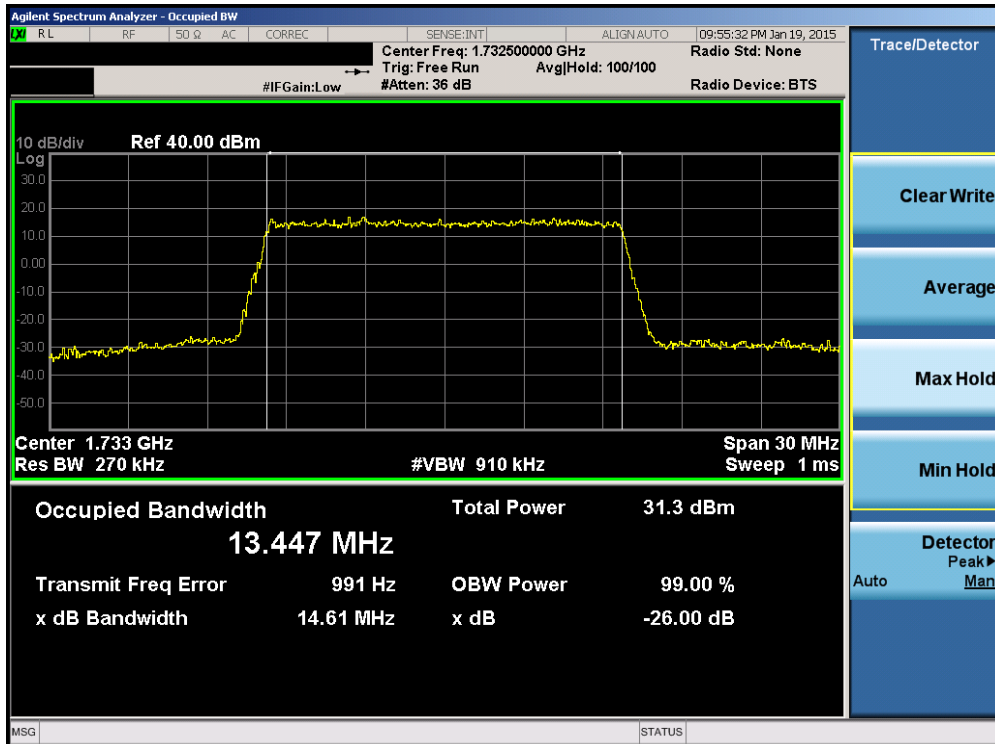 Agilent Spectrum Analyzer - Occupied BW
LXI RL RF 50 Ω AC CORREC SENSE:INT ALIGN AUTO 09:55:32 PM Jan 19, 2015
Center Freq: 1.732500000 GHz Radio Std: None
Trig: Free Run Avg|Hold: 100/100
#IFGain:Low #Atten: 36 dB Radio Device: BTS
10 dB/div Ref 40.00 dBm
Log
30.0
20.0
10.0
0.00
-10.0
-20.0
-30.0
-40.0
-50.0
Center 1.733 GHz Span 30 MHz
Res BW 270 kHz #VBW 910 kHz Sweep 1 ms
Occupied Bandwidth Total Power 31.3 dBm
13.447 MHz
Transmit Freq Error 991 Hz OBW Power 99.00 %
x dB Bandwidth 14.61 MHz x dB -26.00 dB
MSG STATUS
Trace/Detector
Clear Write
Average
Max Hold
Min Hold
Detector
Peak▶
Auto Man